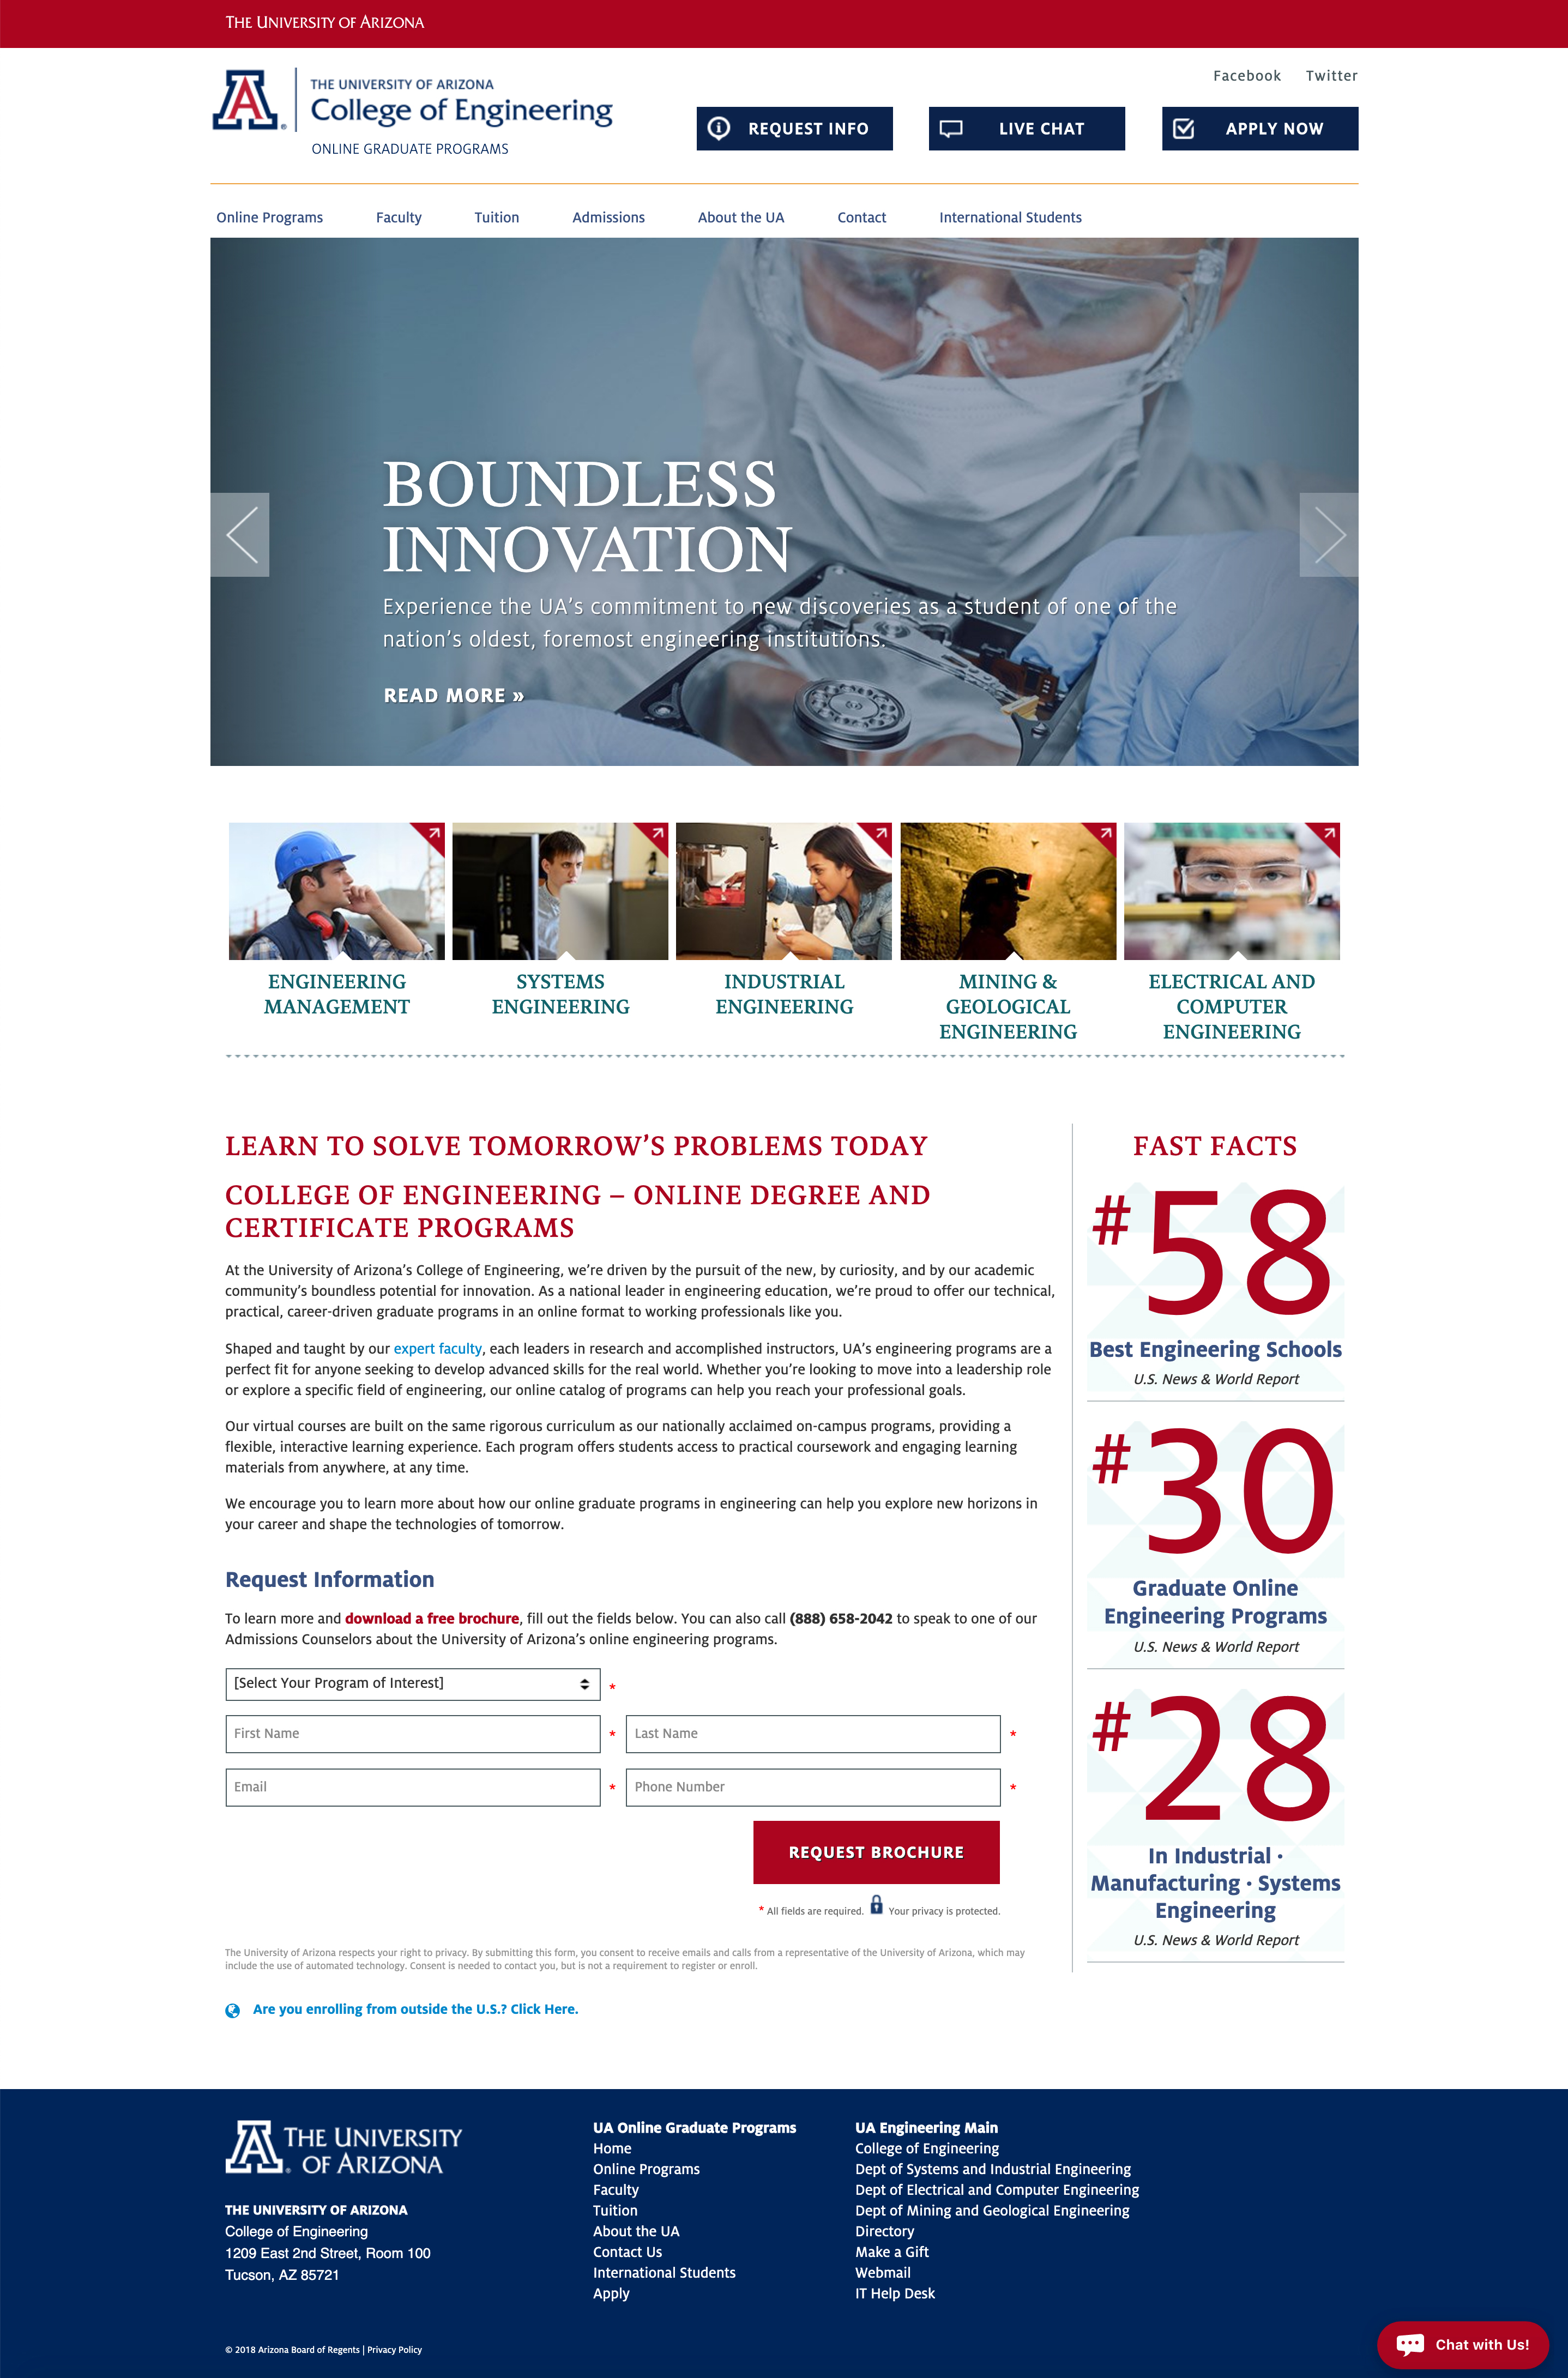 THE UNIVERSITY OF ARIZONA
THE UNIVERSITY OF ARIZONA
College of Engineering
ONLINE GRADUATE PROGRAMS
Facebook Twitter
REQUEST INFO LIVE CHAT APPLY NOW
Online Programs Faculty Tuition Admissions About the UA Contact International Students
BOUNDLESS
INNOVATION
Experience the UA’s commitment to new discoveries as a student of one of the
nation’s oldest, foremost engineering institutions.
READ MORE »
ENGINEERING
MANAGEMENT
SYSTEMS
ENGINEERING
INDUSTRIAL
ENGINEERING
MINING &
GEOLOGICAL
ENGINEERING
ELECTRICAL AND
COMPUTER
ENGINEERING
LEARN TO SOLVE TOMORROW’S PROBLEMS TODAY
COLLEGE OF ENGINEERING – ONLINE DEGREE AND
CERTIFICATE PROGRAMS
At the University of Arizona’s College of Engineering, we’re driven by the pursuit of the new, by curiosity, and by our academic
community’s boundless potential for innovation. As a national leader in engineering education, we’re proud to offer our technical,
practical, career-driven graduate programs in an online format to working professionals like you.
Shaped and taught by our expert faculty, each leaders in research and accomplished instructors, UA’s engineering programs are a
perfect fit for anyone seeking to develop advanced skills for the real world. Whether you’re looking to move into a leadership role
or explore a specific field of engineering, our online catalog of programs can help you reach your professional goals.
Our virtual courses are built on the same rigorous curriculum as our nationally acclaimed on-campus programs, providing a
flexible, interactive learning experience. Each program offers students access to practical coursework and engaging learning
materials from anywhere, at any time.
We encourage you to learn more about how our online graduate programs in engineering can help you explore new horizons in
your career and shape the technologies of tomorrow.
Request Information
To learn more and download a free brochure, fill out the fields below. You can also call (888) 658-2042 to speak to one of our
Admissions Counselors about the University of Arizona’s online engineering programs.
[Select Your Program of Interest] *
First Name * Last Name *
Email * Phone Number *
REQUEST BROCHURE
* All fields are required. Your privacy is protected.
The University of Arizona respects your right to privacy. By submitting this form, you consent to receive emails and calls from a representative of the University of Arizona, which may
include the use of automated technology. Consent is needed to contact you, but is not a requirement to register or enroll.
Are you enrolling from outside the U.S.? Click Here.
FAST FACTS
#58
Best Engineering Schools
U.S. News & World Report
#30
Graduate Online
Engineering Programs
U.S. News & World Report
#28
In Industrial ·
Manufacturing · Systems
Engineering
U.S. News & World Report
THE UNIVERSITY
OF ARIZONA
THE UNIVERSITY OF ARIZONA
College of Engineering
1209 East 2nd Street, Room 100
Tucson, AZ 85721
UA Online Graduate Programs
Home
Online Programs
Faculty
Tuition
About the UA
Contact Us
International Students
Apply
UA Engineering Main
College of Engineering
Dept of Systems and Industrial Engineering
Dept of Electrical and Computer Engineering
Dept of Mining and Geological Engineering
Directory
Make a Gift
Webmail
IT Help Desk
© 2018 Arizona Board of Regents | Privacy Policy
Chat with Us!